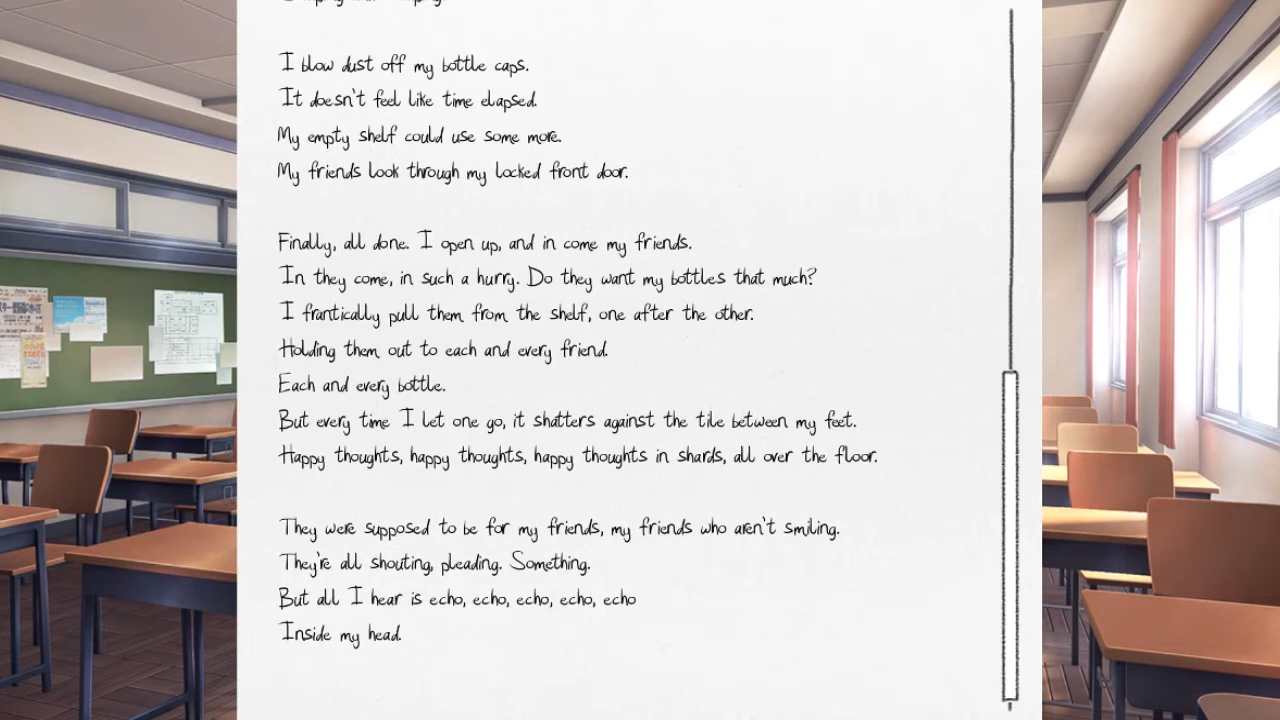 I blow dust off my bottle caps.
It doesn't feel like time elapsed.
My empty shelf could use some more.
My friends look through my locked front door.
Finally, all done. I open up, and in come my friends.
In they come, in such a hurry. Do they want my bottles that much?
I frantically pull them from the shelf, one after the other.
Holding them out to each and every friend.
Each and every bottle.
But every time I let one go, it shatters against the tile between my feet.
Happy thoughts, happy thoughts, happy thoughts in shards, all over the floor.
They were supposed to be for my friends, my friends who aren't smiling.
They're all shouting, pleading. Something.
But all I hear is echo, echo, echo, echo, echo
Inside my head.